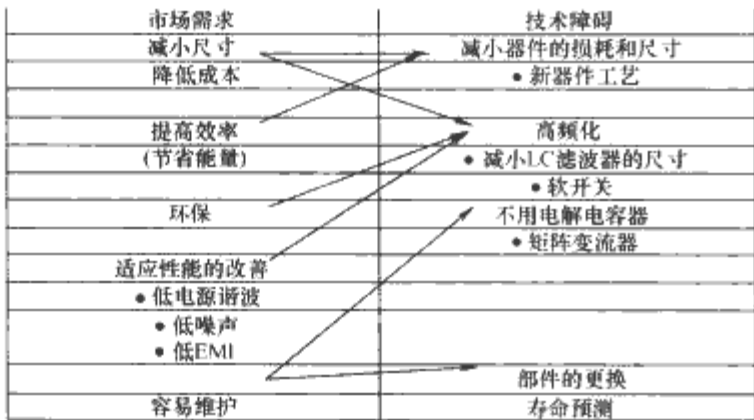 市场需求 技术障碍
减小尺寸 减小器件的损耗和尺寸
降低成本 • 新器件工艺
提高效率 高频化
(节省能量) • 减小LC滤波器的尺寸
• 软开关
环保 不用电解电容器
• 矩阵变流器
适应性能的改善
• 低电源谐波
• 低噪声
• 低EMI
部件的更换
容易维护 寿命预测